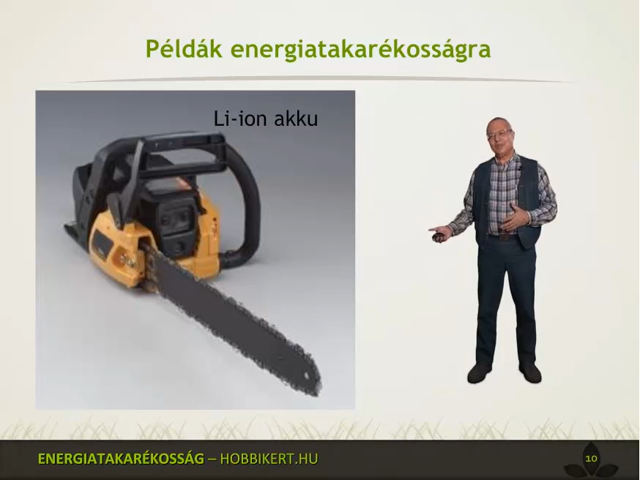 Példák energiatakarékosságra
Li-ion akku
ENERGIATAKARÉKOSSÁG – HOBBIKERT.HU
10